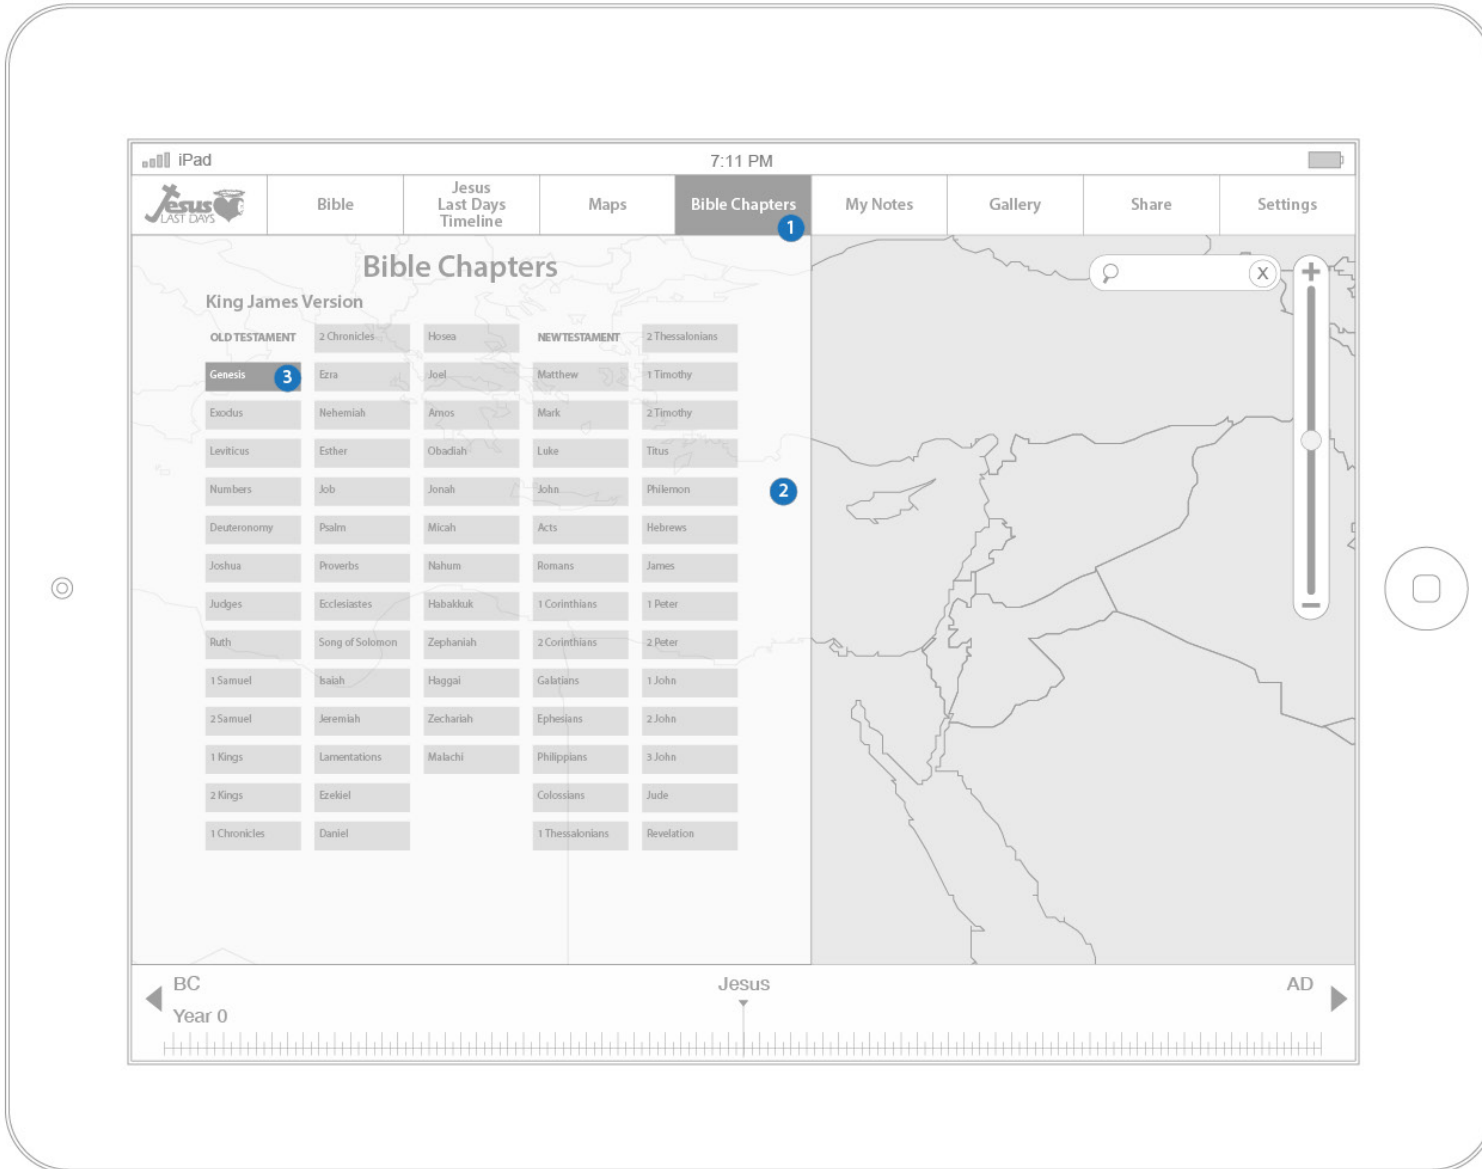 iPad
7:11 PM
Jesus
LAST DAYS
Bible
Jesus
Last Days
Timeline
Maps
Bible Chapters
1
My Notes
Gallery
Share
Settings
Bible Chapters
King James Version
OLD TESTAMENT
Genesis
3
Exodus
Leviticus
Numbers
Deuteronomy
Joshua
Judges
Ruth
1 Samuel
2 Samuel
1 Kings
2 Kings
1 Chronicles
2 Chronicles
Ezra
Nehemiah
Esther
Job
Psalm
Proverbs
Ecclesiastes
Song of Solomon
Isaiah
Jeremiah
Lamentations
Ezekiel
Daniel
Hosea
Joel
Amos
Obadiah
Jonah
Micah
Nahum
Habakkuk
Zephaniah
Haggai
Zechariah
Malachi
NEW TESTAMENT
Matthew
Mark
Luke
John
Acts
Romans
1 Corinthians
2 Corinthians
Galatians
Ephesians
Philippians
Colossians
1 Thessalonians
2 Thessalonians
1 Timothy
2 Timothy
Titus
Philemon
Hebrews
James
1 Peter
2 Peter
1 John
2 John
3 John
Jude
Revelation
2
X
BC
Year 0
Jesus
AD